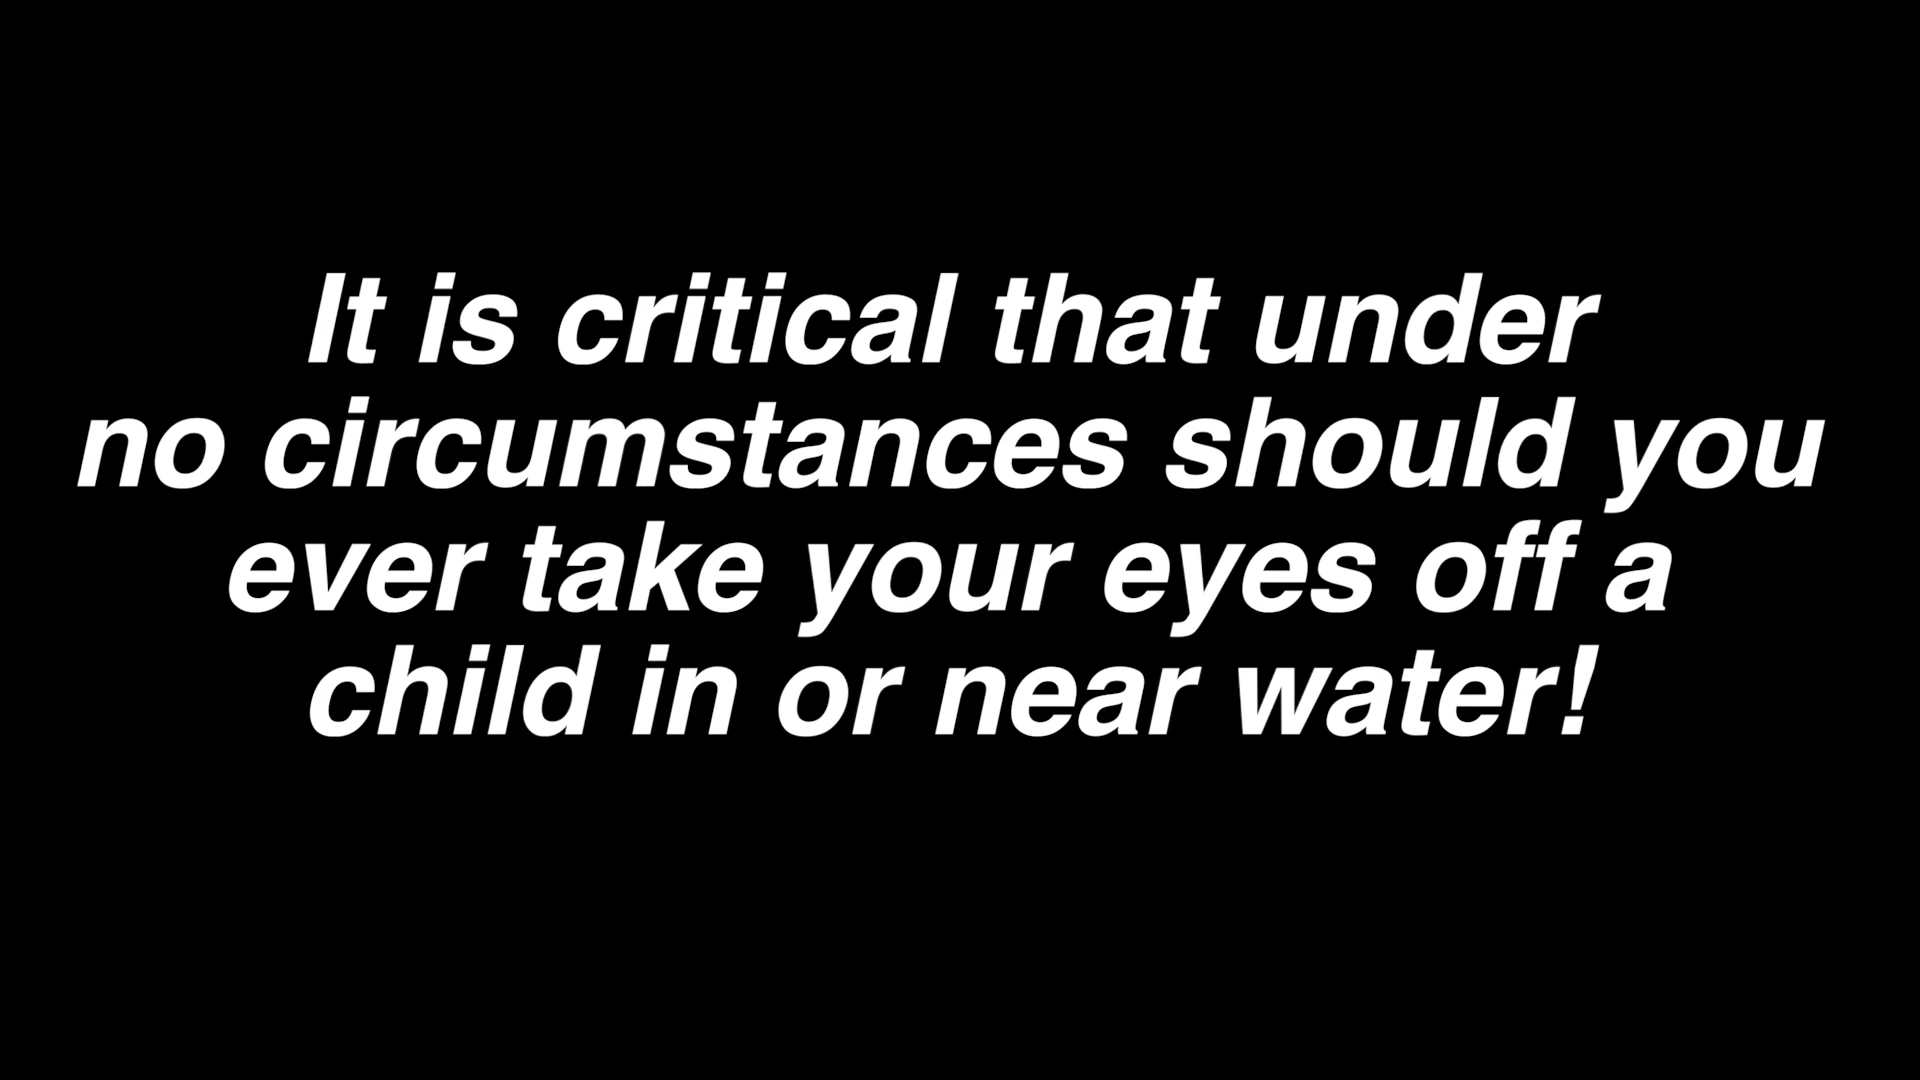 It is critical that under
no circumstances should you
ever take your eyes off a
child in or near water!